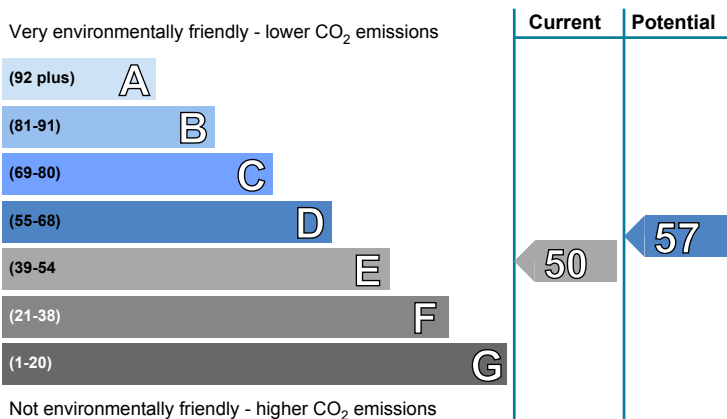 Current Potential
Very environmentally friendly - lower CO2 emissions
(92 plus) A
(81-91) B
(69-80) C
(55-68) D
57
(39-54 E
50
(21-38) F
(1-20) G
Not environmentally friendly - higher CO2 emissions